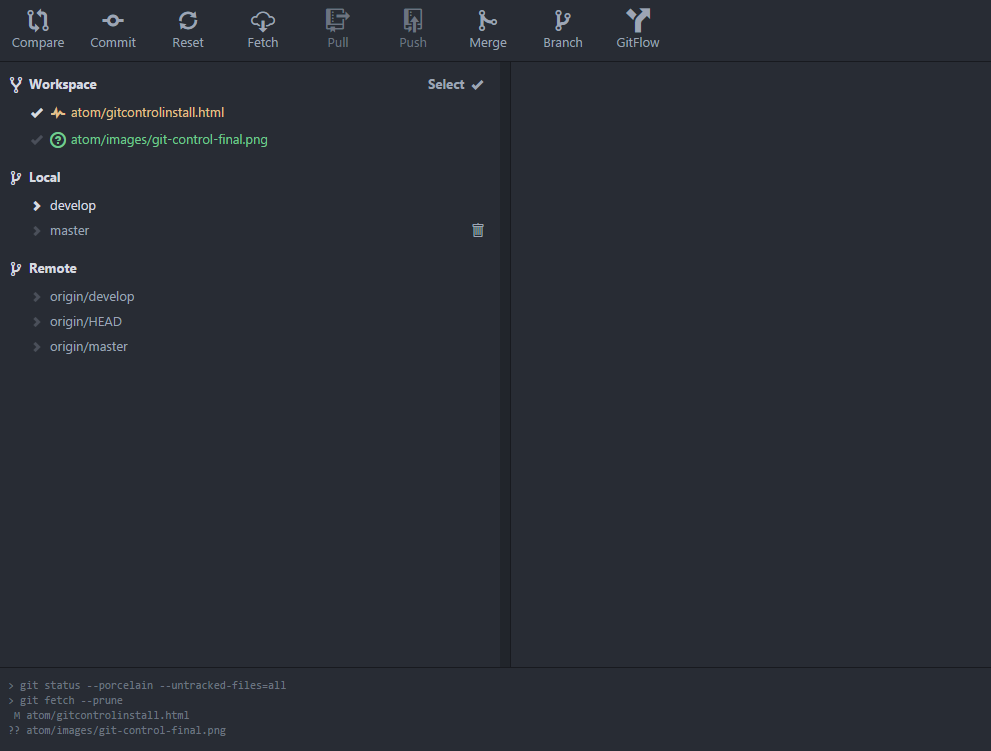 Compare Commit Reset Fetch Pull Push Merge Branch GitFlow
Workspace Select
atom/gitcontrolinstall.html
? atom/images/git-control-final.png
Local
develop
master
Remote
origin/develop
origin/HEAD
origin/master
> git status --porcelain --untracked-files=all
> git fetch --prune
M atom/gitcontrolinstall.html
?? atom/images/git-control-final.png